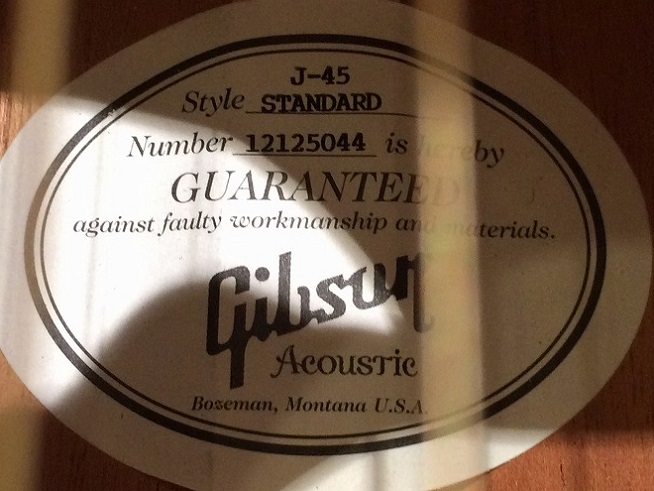 J-45
Style STANDARD
Number 12125044 is hereby
GUARANTEED
against faulty workmanship and materials.
Gibson
Acoustic
Bozeman, Montana U.S.A.